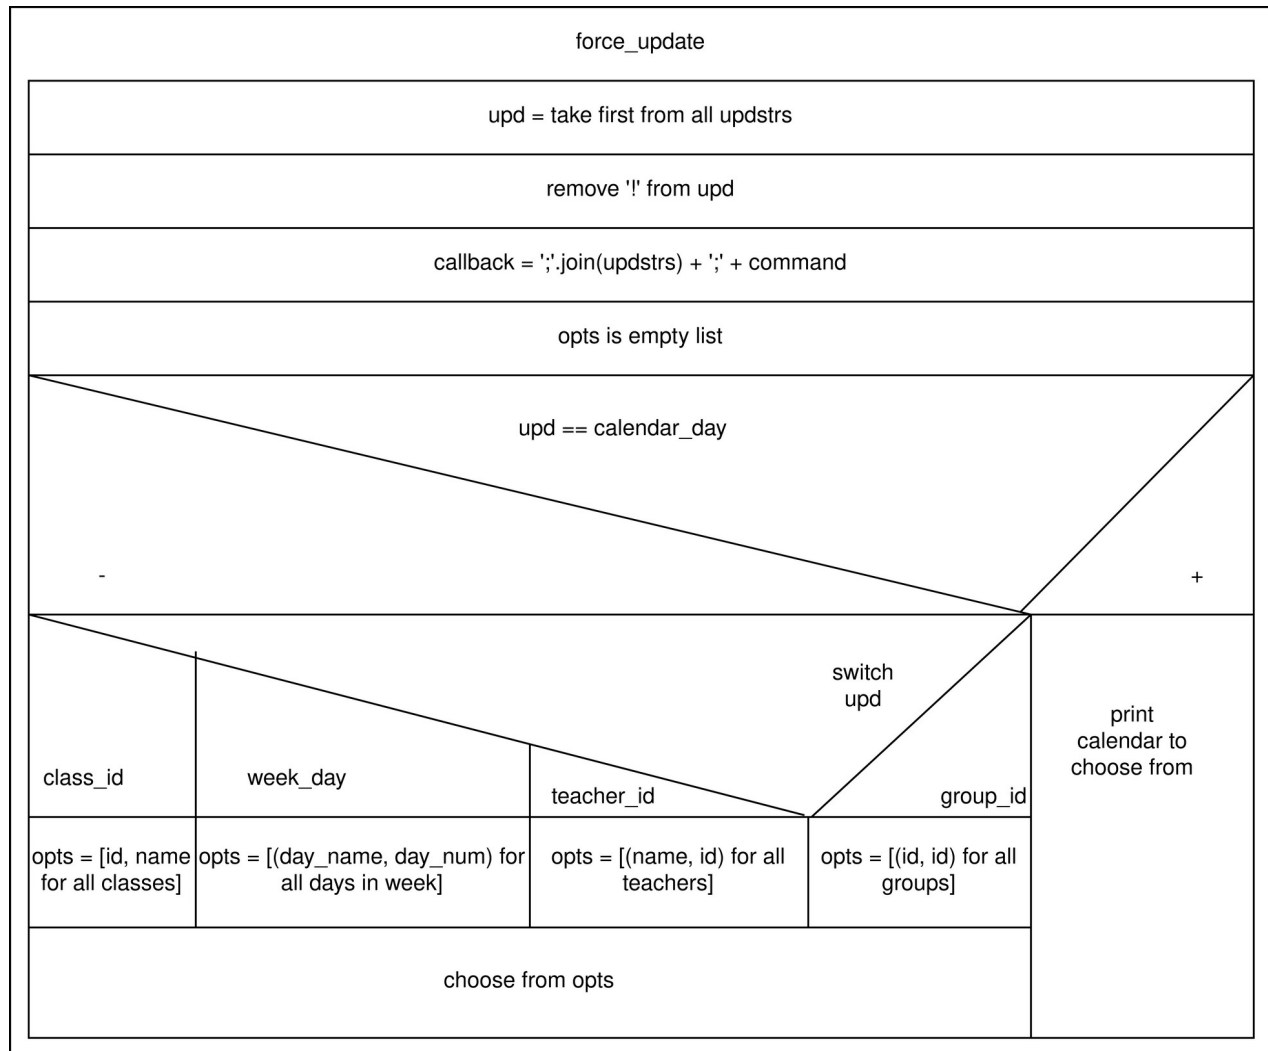 force_update
upd = take first from all updstrs
remove '!' from upd
callback = ';'.join(updstrs) + ';' + command
opts is empty list
upd == calendar_day
-
+
switch
upd
print
calendar to
choose from
class_id
week_day
teacher_id
group_id
opts = [id, name
for all classes]
opts = [(day_name, day_num) for
all days in week]
opts = [(name, id) for all
teachers]
opts = [(id, id) for all
groups]
choose from opts